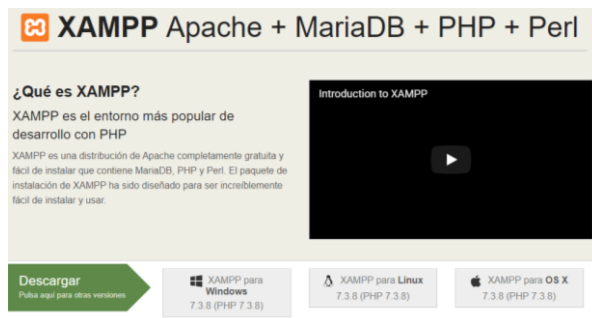 XAMPP Apache + MariaDB + PHP + Perl
¿Qué es XAMPP?
XAMPP es el entorno más popular de
desarrollo con PHP
XAMPP es una distribución de Apache completamente gratuita y
fácil de instalar que contiene MariaDB, PHP y Perl. El paquete de
instalación de XAMPP ha sido diseñado para ser increíblemente
fácil de instalar y usar.
Introduction to XAMPP
Descargar
Pulsa aquí para otras versiones
XAMPP para
Windows
7.3.8 (PHP 7.3.8)
XAMPP para Linux
7.3.8 (PHP 7.3.8)
XAMPP para OS X
7.3.8 (PHP 7.3.8)